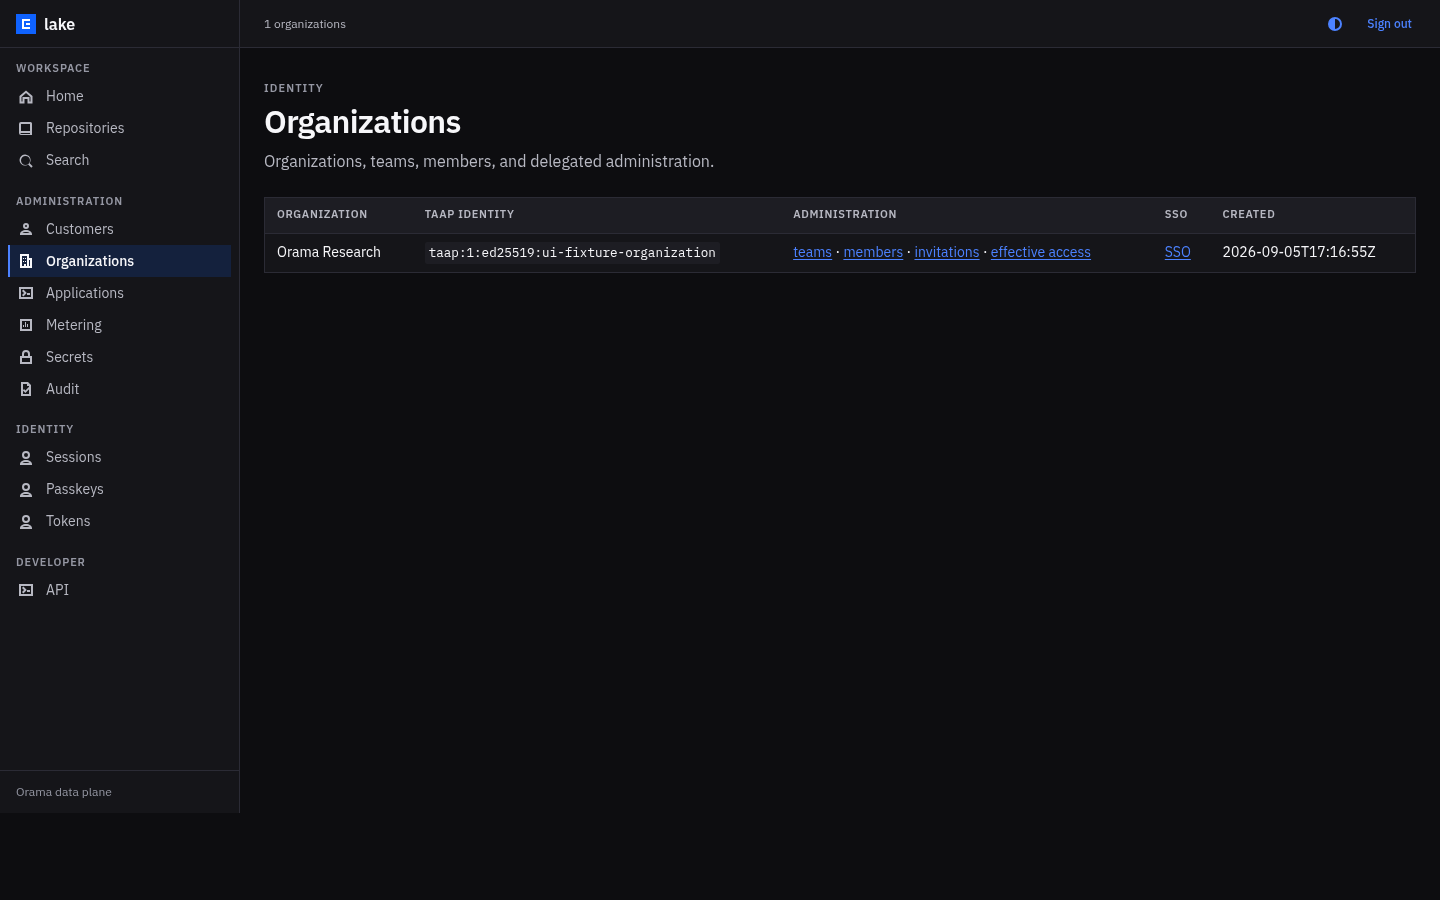 lake
1 organizations
Sign out
WORKSPACE
Home
Repositories
Search
ADMINISTRATION
Customers
Organizations
Applications
Metering
Secrets
Audit
IDENTITY
Sessions
Passkeys
Tokens
DEVELOPER
API
Orama data plane
IDENTITY
Organizations
Organizations, teams, members, and delegated administration.
ORGANIZATION TAAP IDENTITY ADMINISTRATION SSO CREATED
Orama Research taap:1:ed25519:ui-fixture-organization teams · members · invitations · effective access SSO 2026-09-05T17:16:55Z